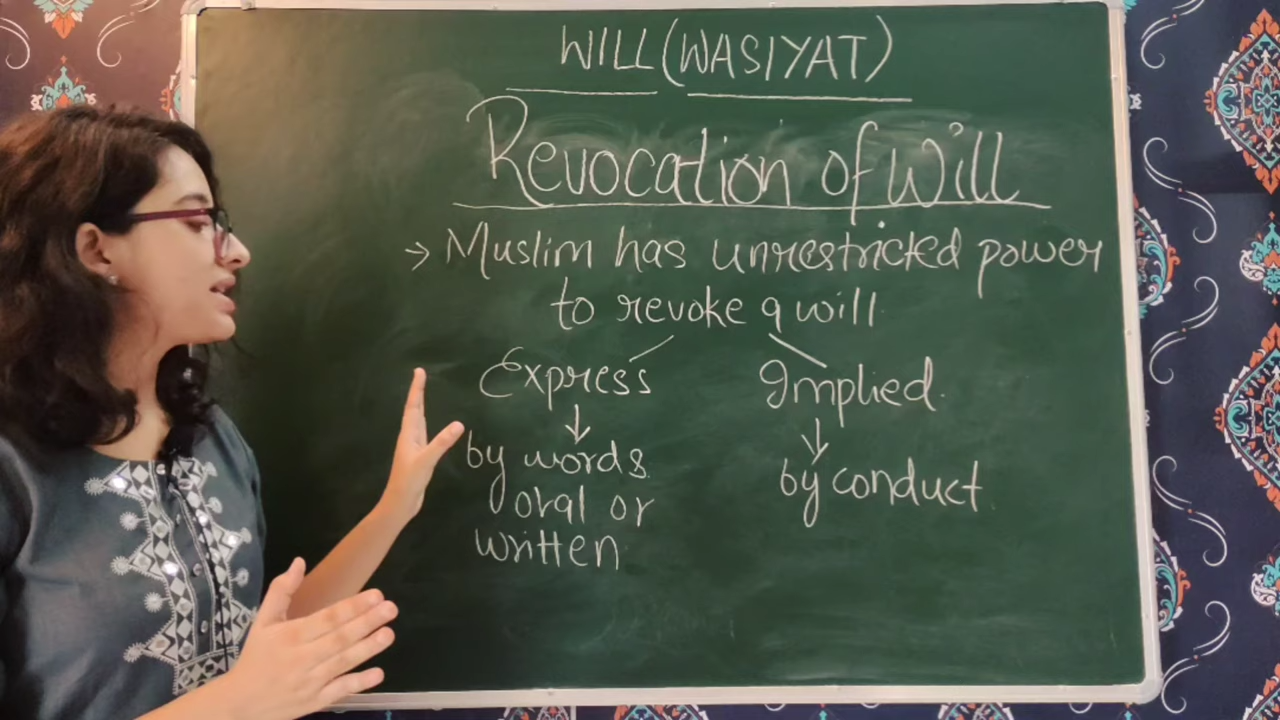 WILL (WASIYAT)
Revocation of Will
→ Muslim has unrestricted power
to revoke a will
Express Implied.
↓ ↓
by words by conduct
oral or
written